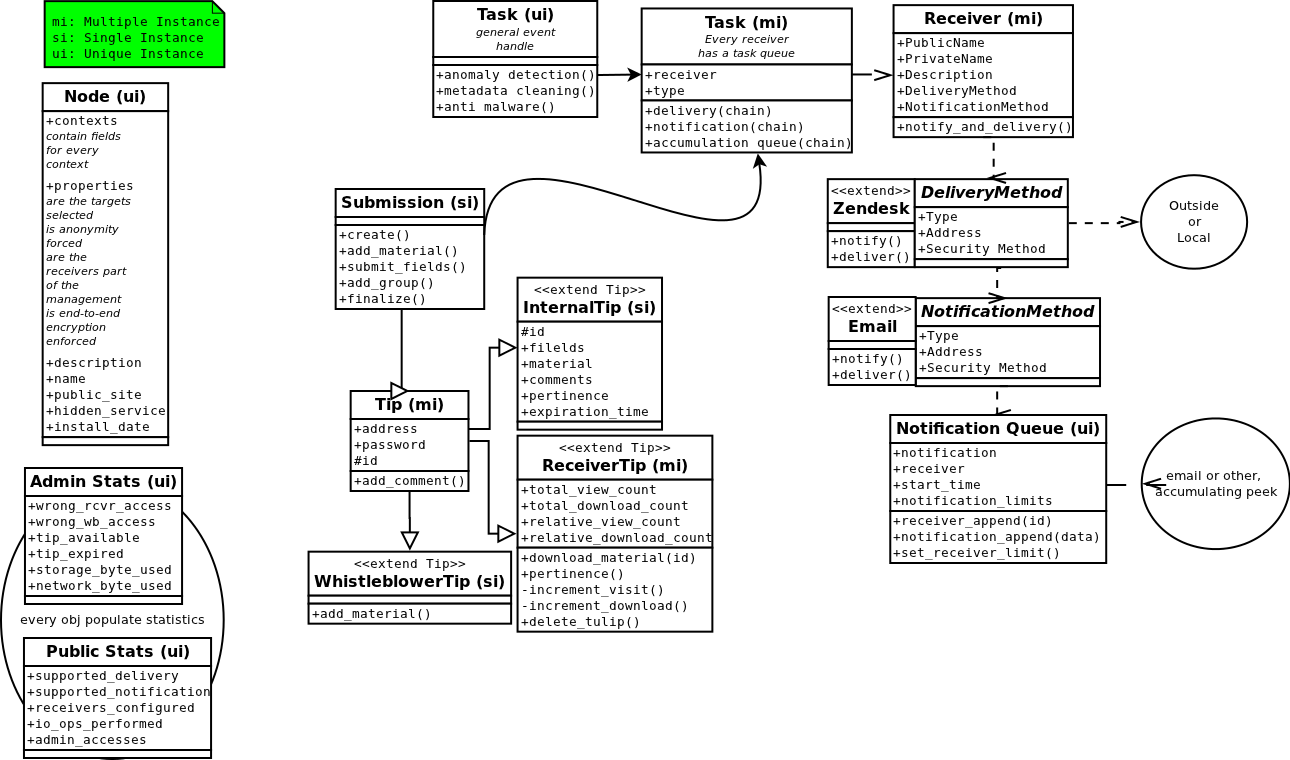 mi: Multiple Instance
si: Single Instance
ui: Unique Instance
Node (ui)
+contexts
contain fields
for every
context
+properties
are the targets
selected
is anonymity
forced
are the
receivers part
of the
management
is end-to-end
encryption
enforced
+description
+name
+public_site
+hidden_service
+install_date
Admin Stats (ui)
+wrong_rcvr_access
+wrong_wb_access
+tip_available
+tip_expired
+storage_byte_used
+network_byte_used
every obj populate statistics
Public Stats (ui)
+supported_delivery
+supported_notification
+receivers_configured
+io_ops_performed
+admin_accesses
Task (ui)
general event
handle
+anomaly detection()
+metadata cleaning()
+anti malware()
Task (mi)
Every receiver
has a task queue
+receiver
+type
+delivery(chain)
+notification(chain)
+accumulation queue(chain)
Receiver (mi)
+PublicName
+PrivateName
+Description
+DeliveryMethod
+NotificationMethod
+notify_and_delivery()
Submission (si)
+create()
+add_material()
+submit_fields()
+add_group()
+finalize()
<<extend>>
Zendesk
+notify()
+deliver()
DeliveryMethod
+Type
+Address
+Security Method
Outside
or
Local
<<extend Tip>>
InternalTip (si)
#id
+filelds
+material
+comments
+pertinence
+expiration_time
<<extend>>
Email
+notify()
+deliver()
NotificationMethod
+Type
+Address
+Security Method
Tip (mi)
+address
+password
#id
+add_comment()
<<extend Tip>>
ReceiverTip (mi)
+total_view_count
+total_download_count
+relative_view_count
+relative_download_count
+download_material(id)
+pertinence()
-increment_visit()
-increment_download()
+delete_tulip()
Notification Queue (ui)
+notification
+receiver
+start_time
+notification_limits
+receiver_append(id)
+notification_append(data)
+set_receiver_limit()
email or other,
accumulating peek
<<extend Tip>>
WhistleblowerTip (si)
+add_material()